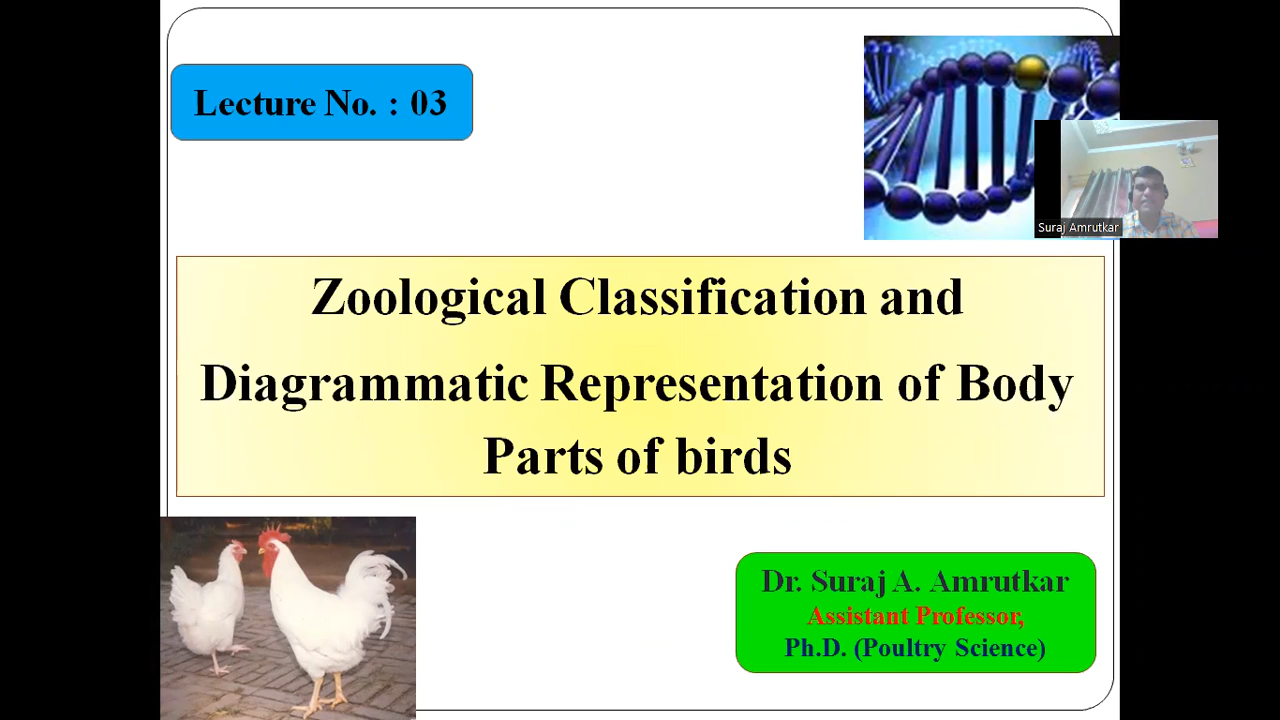 Lecture No. : 03
Suraj Amrutkar
Zoological Classification and
Diagrammatic Representation of Body
Parts of birds
Dr. Suraj A. Amrutkar
Assistant Professor,
Ph.D. (Poultry Science)